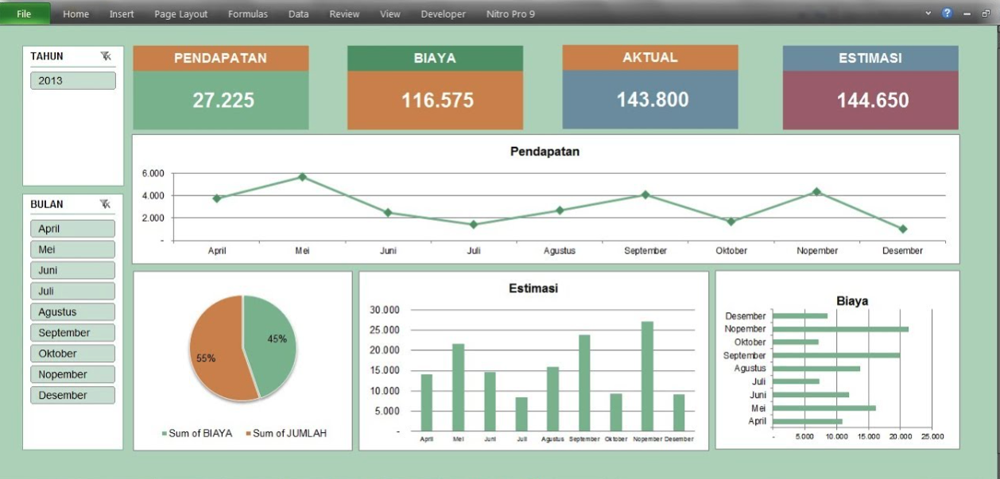 File Home Insert Page Layout Formulas Data Review View Developer Nitro Pro 9
TAHUN
2013
BULAN
April
Mei
Juni
Juli
Agustus
September
Oktober
Nopember
Desember
PENDAPATAN
27.225
BIAYA
116.575
AKTUAL
143.800
ESTIMASI
144.650
Pendapatan
6.000
4.000
2.000
-
April Mei Juni Juli Agustus September Oktober Nopember Desember
45%
55%
Sum of BIAYA Sum of JUMLAH
Estimasi
30.000
25.000
20.000
15.000
10.000
5.000
-
April Mei Juni Juli Agustus September Oktober Nopember Desember
Biaya
Desember
Nopember
Oktober
September
Agustus
Juli
Juni
Mei
April
- 5.000 10.000 15.000 20.000 25.000